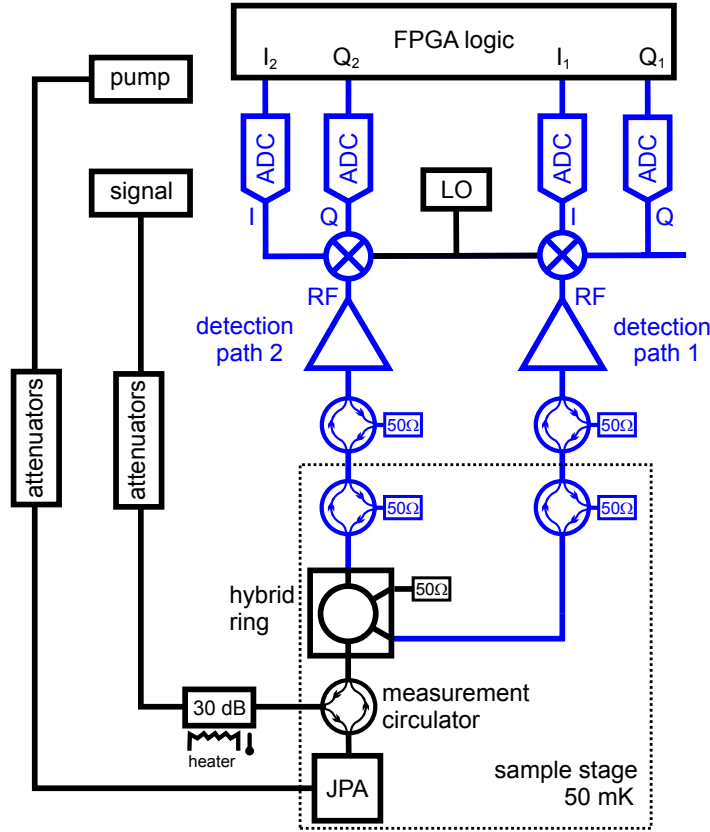 FPGA logic
I₂ Q₂ I₁ Q₁
pump
ADC ADC ADC ADC
signal
LO
I Q I Q
RF RF
detection
path 2
detection
path 1
attenuators
attenuators
50Ω 50Ω
50Ω 50Ω
50Ω
hybrid
ring
measurement
circulator
30 dB
heater
JPA
sample stage
50 mK